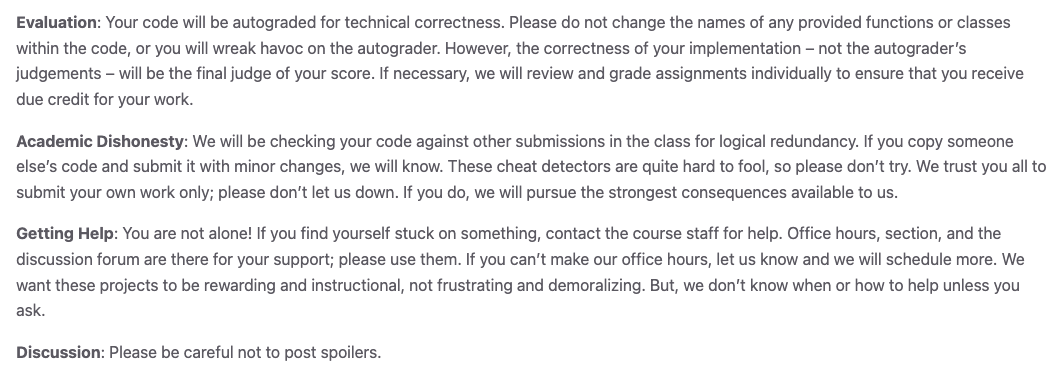 Evaluation: Your code will be autograded for technical correctness. Please do not change the names of any provided functions or classes
within the code, or you will wreak havoc on the autograder. However, the correctness of your implementation – not the autograder’s
judgements – will be the final judge of your score. If necessary, we will review and grade assignments individually to ensure that you receive
due credit for your work.
Academic Dishonesty: We will be checking your code against other submissions in the class for logical redundancy. If you copy someone
else’s code and submit it with minor changes, we will know. These cheat detectors are quite hard to fool, so please don’t try. We trust you all to
submit your own work only; please don’t let us down. If you do, we will pursue the strongest consequences available to us.
Getting Help: You are not alone! If you find yourself stuck on something, contact the course staff for help. Office hours, section, and the
discussion forum are there for your support; please use them. If you can’t make our office hours, let us know and we will schedule more. We
want these projects to be rewarding and instructional, not frustrating and demoralizing. But, we don’t know when or how to help unless you
ask.
Discussion: Please be careful not to post spoilers.